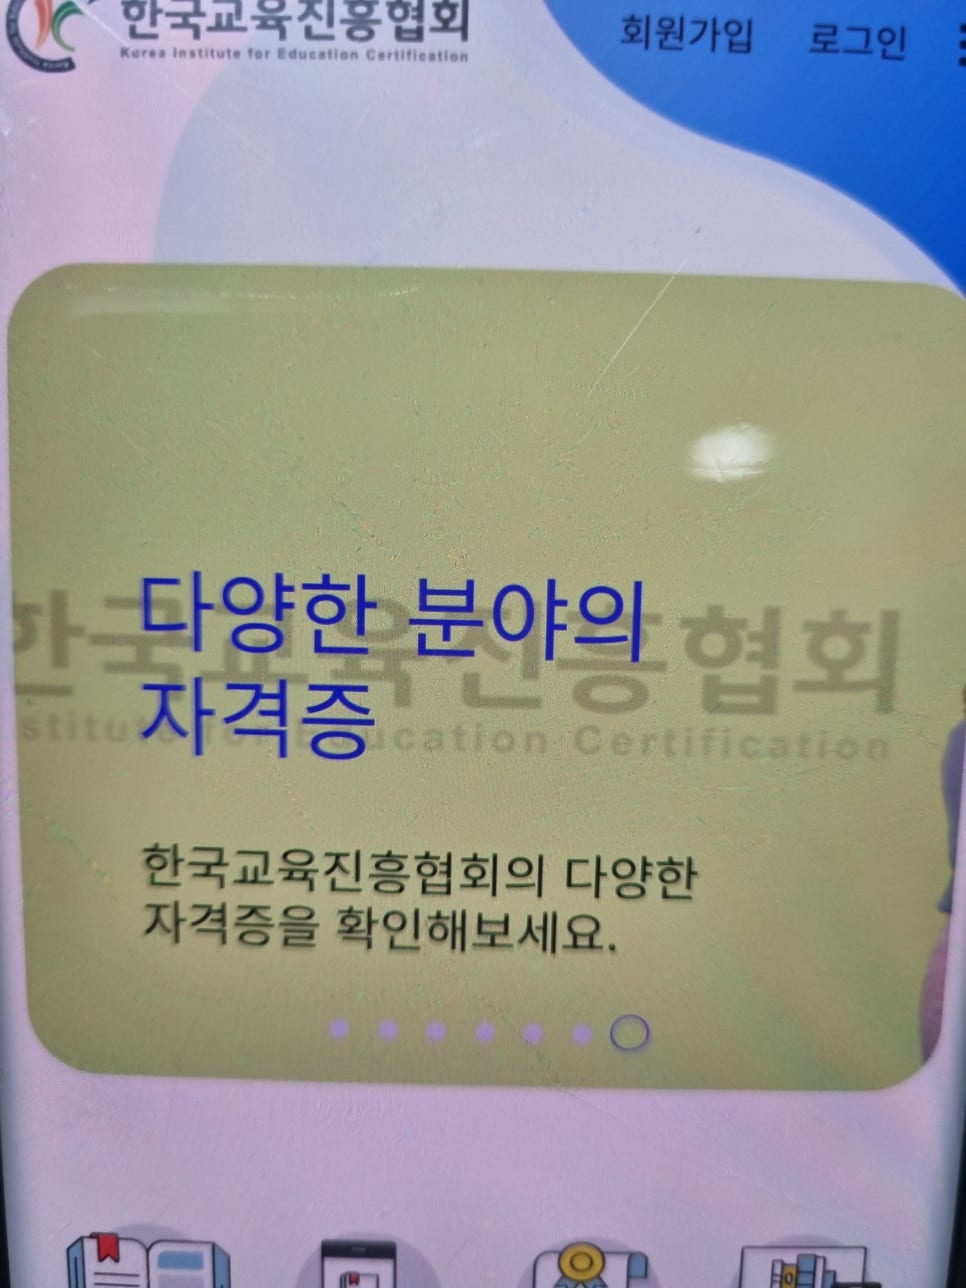 한국교육진흥협회
Korea Institute for Education Certification
회원가입 로그인
다양한 분야의
자격증
한국교육진흥협회
stitute for Education Certification
한국교육진흥협회의 다양한
자격증을 확인해보세요.